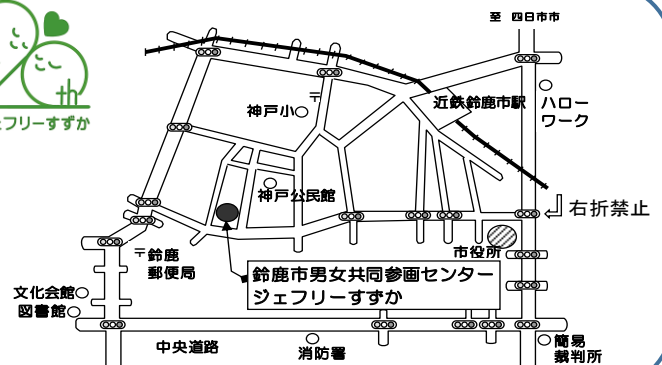 至 四日市市
th
ェフリーすずか
神戸小
〒
近鉄鈴鹿市駅
ハロー
ワーク
神戸公民館
右折禁止
市役所
〒鈴鹿
郵便局
鈴鹿市男女共同参画センター
ジェフリーすずか
文化会館
図書館
中央道路
消防署
簡易
裁判所